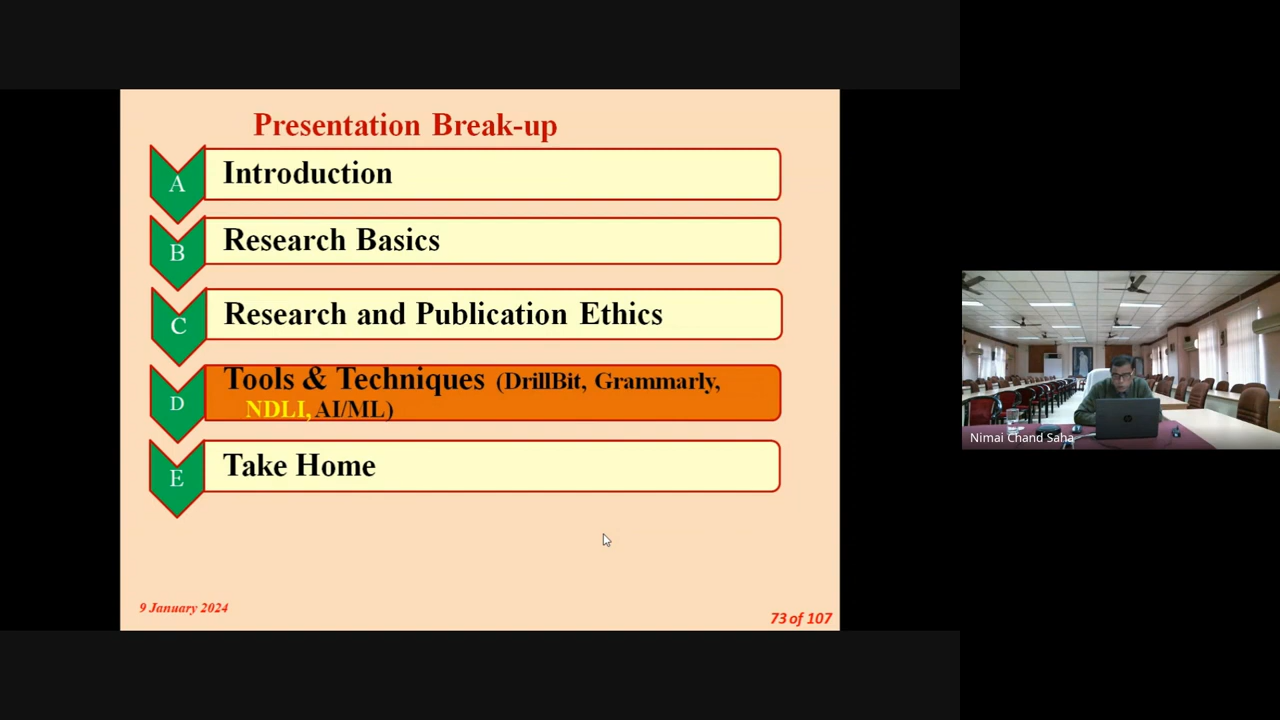 Presentation Break-up
A
Introduction
B
Research Basics
C
Research and Publication Ethics
D
Tools & Techniques (DrillBit, Grammarly,
NDLI, AI/ML)
E
Take Home
9 January 2024
73 of 107
Nimai Chand Saha